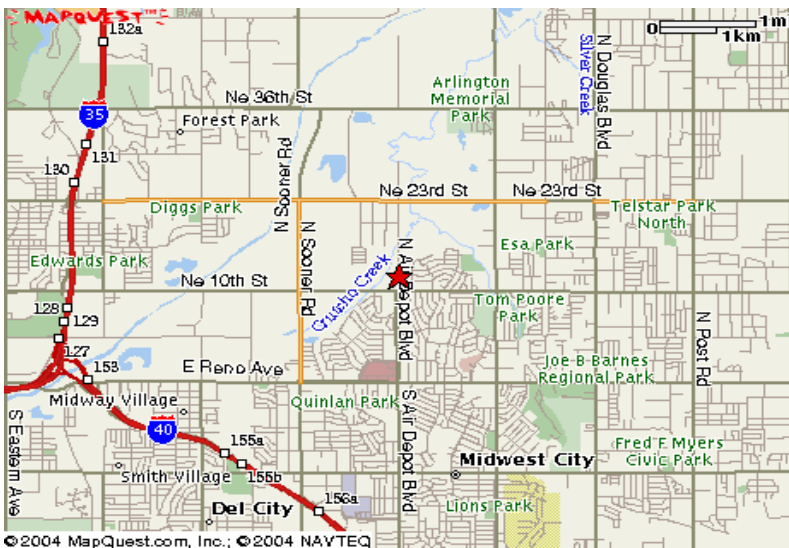 MAPQUEST
132a
0 1m
1km
Silver Creek
N Douglas Blvd
Arlington
Memorial
Park
Ne 36th St
35
Forest Park
131
130
N Sooner Rd
Ne 23rd St
Ne 23rd St
Diggs Park
Telstar Park
North
N Sooner Rd
Esa Park
Edwards Park
Crutcho Creek
N Air Depot Blvd
Ne 10th St
Tom Poore
Park
128
129
N Post Rd
127
153
E Reno Ave
Joe B Barnes
Regional Park
Midway Village
Quinlan Park
S Eastern Ave
40
S Air Depot Blvd
155a
Fred F Myers
Civic Park
Midwest City
Smith Village
155b
Del City
156a
Lions Park
©2004 MapQuest.com, Inc.; ©2004 NAVTEQ